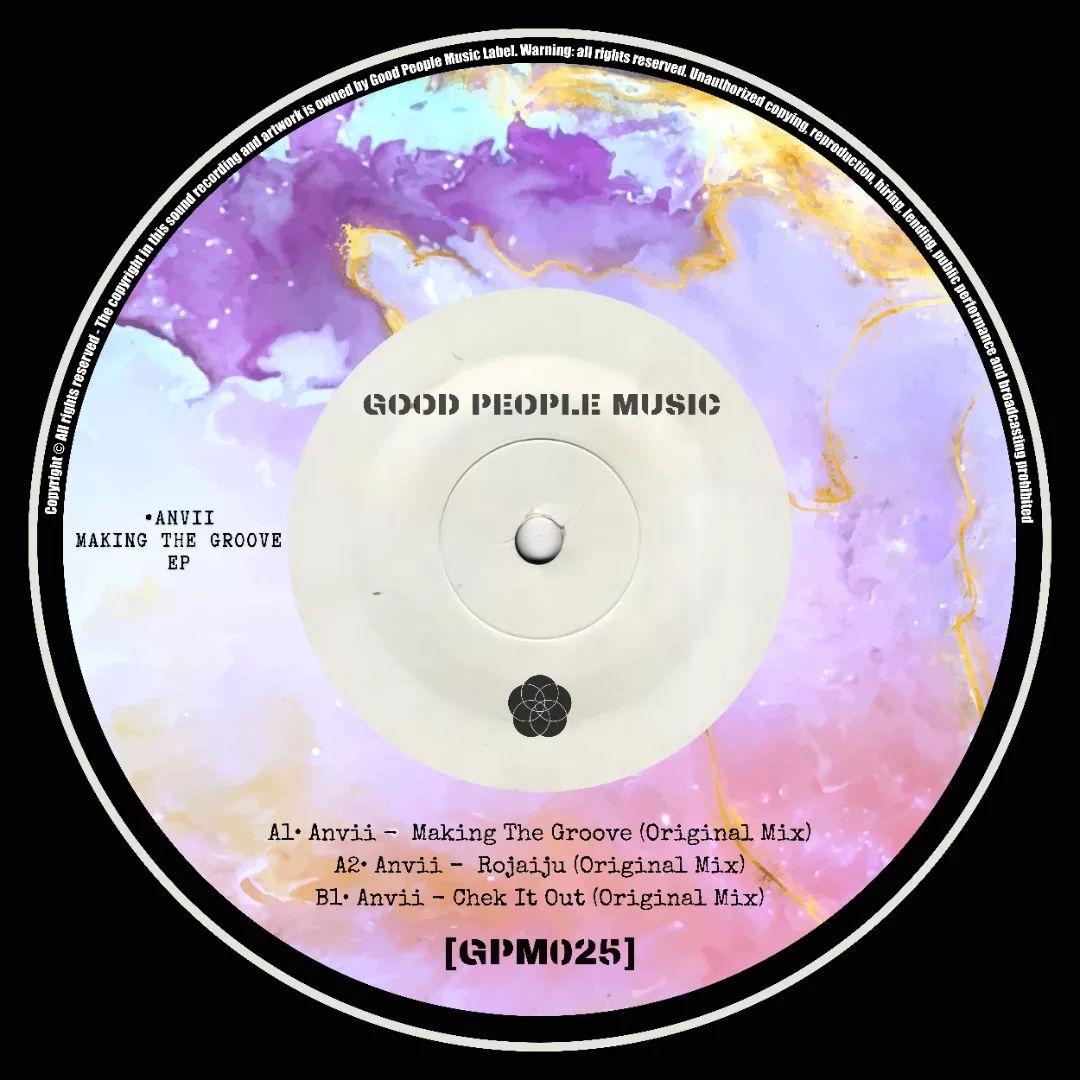 Copyright © All rights reserved - The copyright in this sound recording and artwork is owned by Good People Music Label. Warning: all rights reserved. Unauthorized copying, reproduction, hiring, lending, public performance and broadcasting prohibited
GOOD PEOPLE MUSIC
•ANVII
MAKING THE GROOVE
EP
A1• Anvii - Making The Groove (Original Mix)
A2• Anvii - Rojaiju (Original Mix)
B1• Anvii - Chek It Out (Original Mix)
[GPM025]